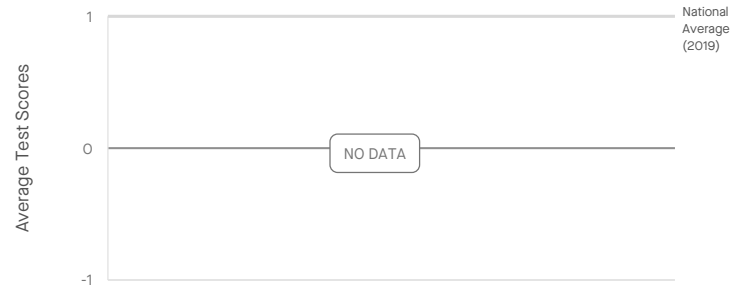 1
National
Average
(2019)
Average Test Scores
0
NO DATA
-1